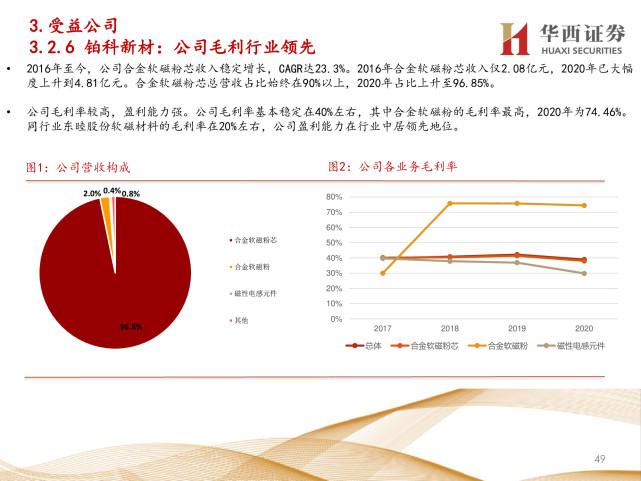 3.受益公司
3.2.6 铂科新材：公司毛利行业领先
华西证券
HUAXI SECURITIES
• 2016年至今，公司合金软磁粉芯收入稳定增长，CAGR达23.3%。2016年合金软磁粉芯收入仅2.08亿元，2020年已大幅
度上升到4.81亿元。合金软磁粉芯总营收占比始终在90%以上，2020年占比上升至96.85%。
• 公司毛利率较高，盈利能力强。公司毛利率基本稳定在40%左右，其中合金软磁粉的毛利率最高，2020年为74.46%。
同行业东睦股份软磁材料的毛利率在20%左右，公司盈利能力在行业中居领先地位。
图1：公司营收构成
2.0%
0.4%
0.8%
96.8%
合金软磁粉芯
合金软磁粉
磁性电感元件
其他
图2：公司各业务毛利率
80%
70%
60%
50%
40%
30%
20%
10%
0%
2017 2018 2019 2020
总体 合金软磁粉芯 合金软磁粉 磁性电感元件
49